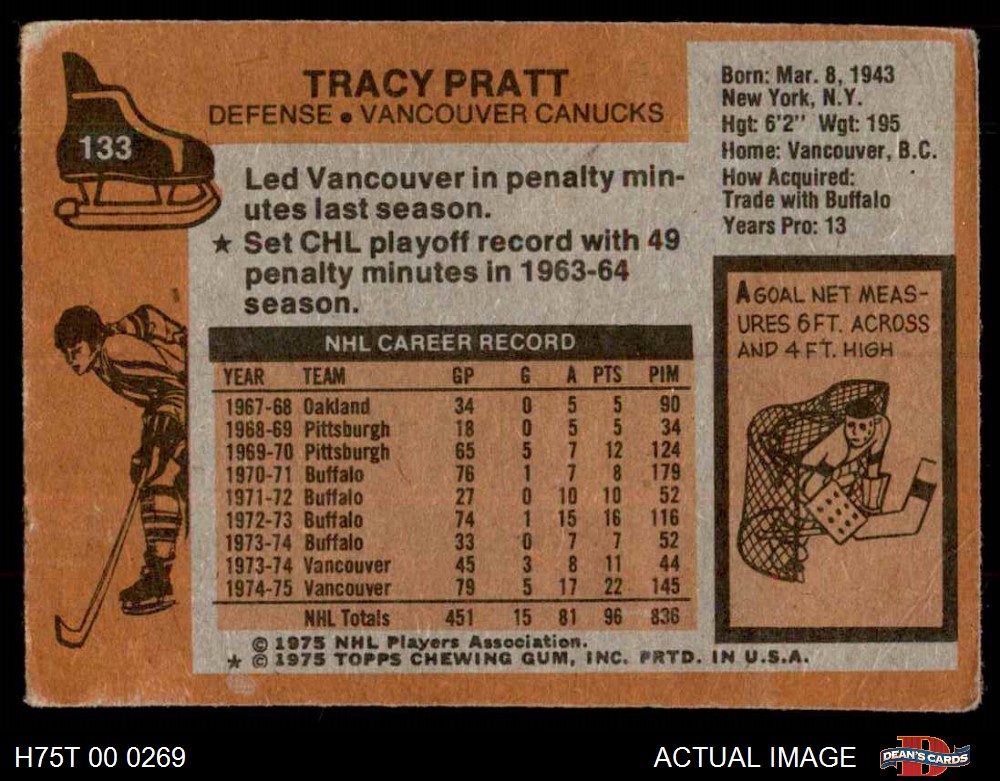 133
TRACY PRATT
DEFENSE • VANCOUVER CANUCKS
Led Vancouver in penalty min-
utes last season.
★ Set CHL playoff record with 49
penalty minutes in 1963-64
season.
Born: Mar. 8, 1943
New York, N.Y.
Hgt: 6'2" Wgt: 195
Home: Vancouver, B.C.
How Acquired:
Trade with Buffalo
Years Pro: 13
NHL CAREER RECORD
YEAR TEAM GP G A PTS PIM
1967-68 Oakland 34 0 5 5 90
1968-69 Pittsburgh 18 0 5 5 34
1969-70 Pittsburgh 65 5 7 12 124
1970-71 Buffalo 76 1 7 8 179
1971-72 Buffalo 27 0 10 10 52
1972-73 Buffalo 74 1 15 16 116
1973-74 Buffalo 33 0 7 7 52
1973-74 Vancouver 45 3 8 11 44
1974-75 Vancouver 79 5 17 22 145
NHL Totals 451 15 81 96 836
A GOAL NET MEAS-
URES 6 FT. ACROSS
AND 4 FT. HIGH
© 1975 NHL Players Association.
★ © 1975 TOPPS CHEWING GUM, INC. PRTD. IN U.S.A.
H75T 00 0269
ACTUAL IMAGE
DEAN'S CARDS